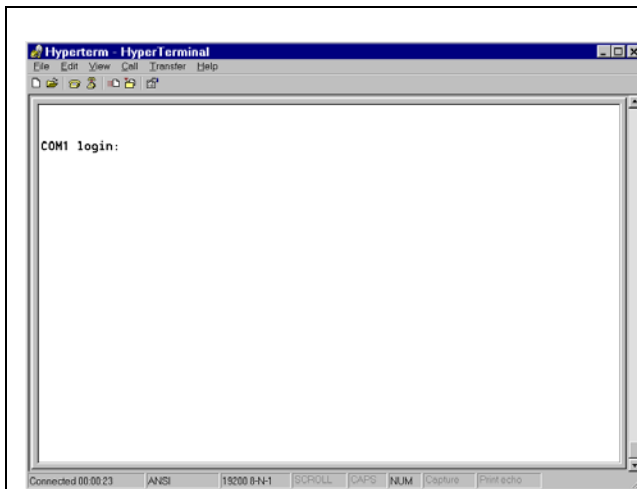 Hyperterm - HyperTerminal
File Edit View Call Transfer Help
COM1 login:
Connected 00:00:23 ANSI 19200 8-N-1 SCROLL CAPS NUM Capture Print echo